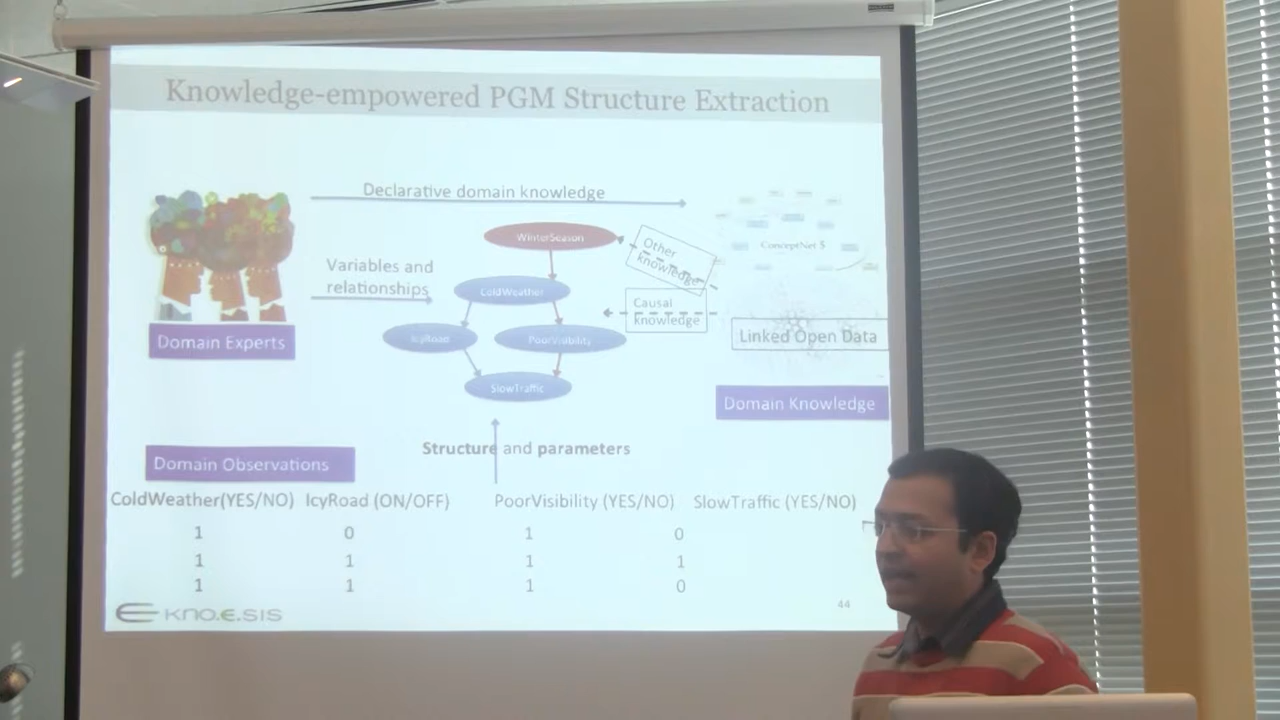 Knowledge-empowered PGM Structure Extraction
Declarative domain knowledge
WinterSeason
Other
knowledge
ConceptNet 5
Variables and
relationships
ColdWeather
Causal
knowledge
IcyRoad
PoorVisibility
Linked Open Data
Domain Experts
SlowTraffic
Domain Knowledge
Structure and parameters
Domain Observations
ColdWeather(YES/NO) IcyRoad (ON/OFF) PoorVisibility (YES/NO) SlowTraffic (YES/NO)
1 0 1 0
1 1 1 1
1 1 1 0
KNO.E.SIS
44